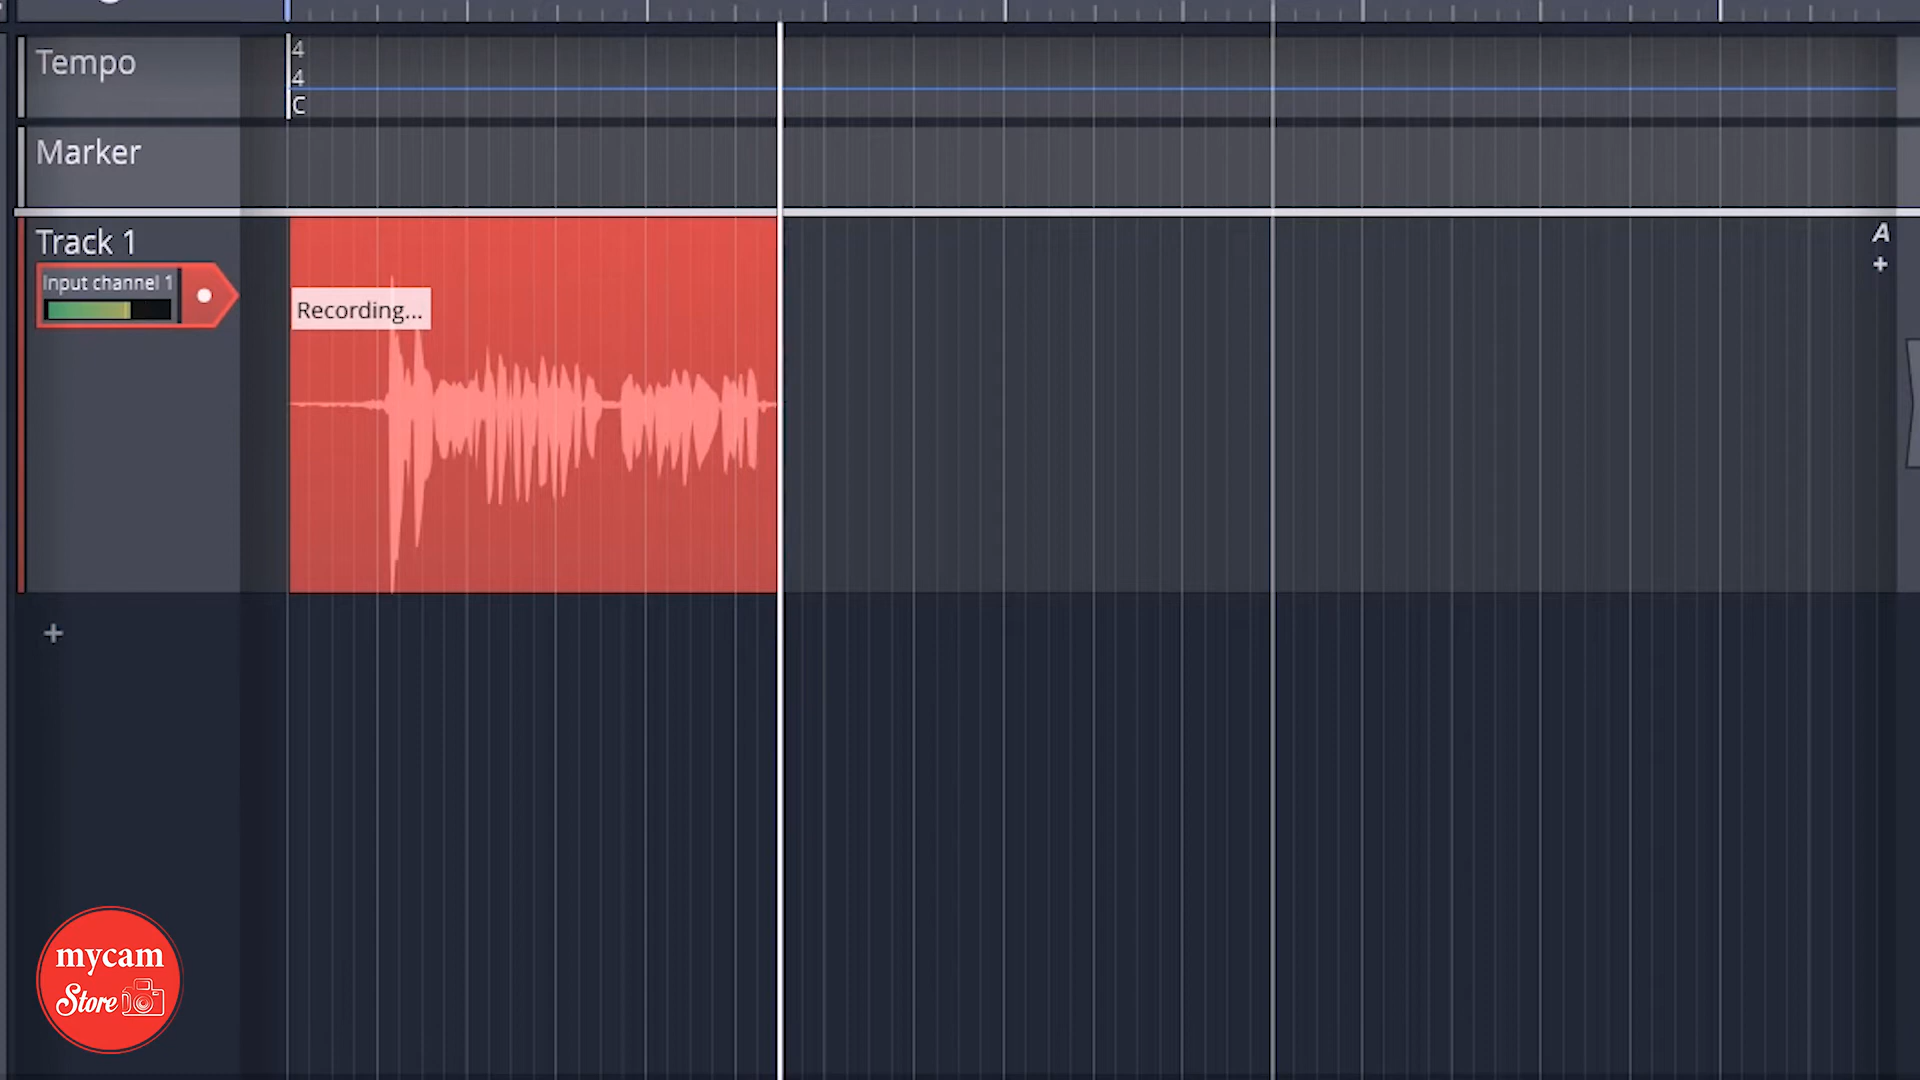 Tempo
4
4
C
Marker
Track 1
A
+
Input channel 1
Recording...
+
mycam
Store